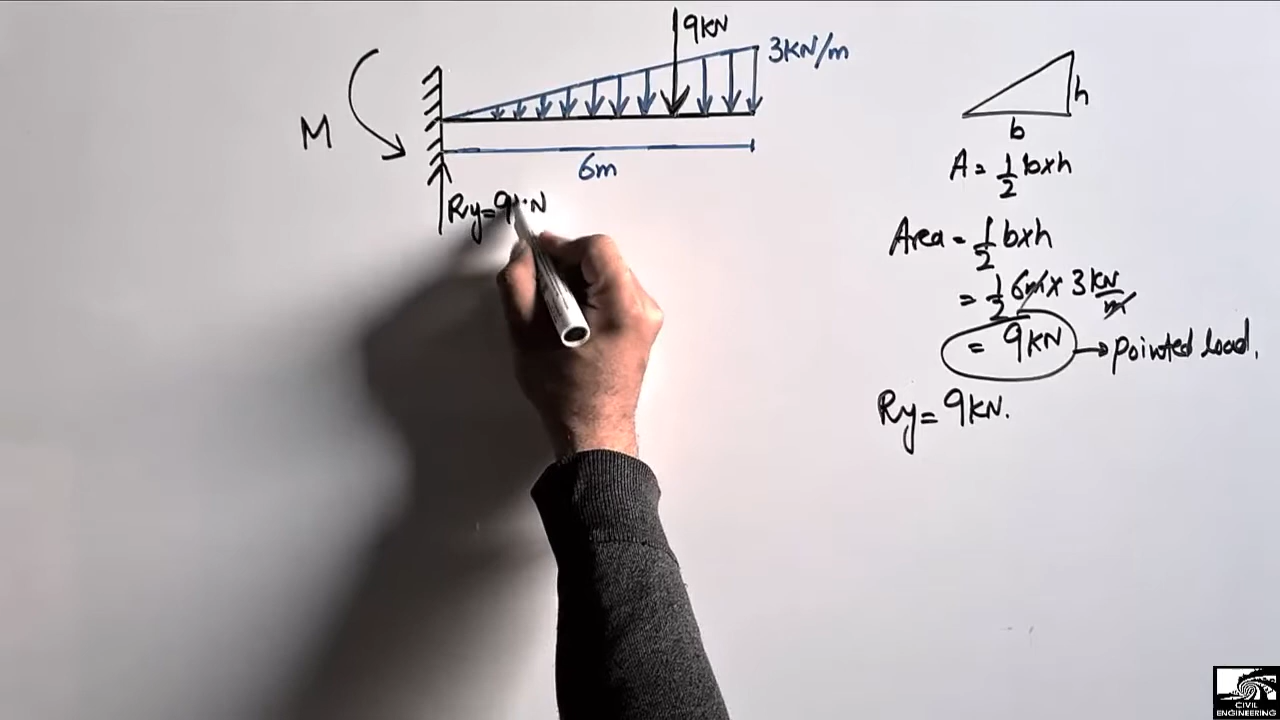 9KN
3KN/m
M
6m
Ry=9KN
h
b
A = 1/2 bxh
Area = 1/2 bxh
= 1/2 6m x 3KN/m
= 9KN → Pointed load.
Ry = 9KN.
CIVIL
ENGINEERING